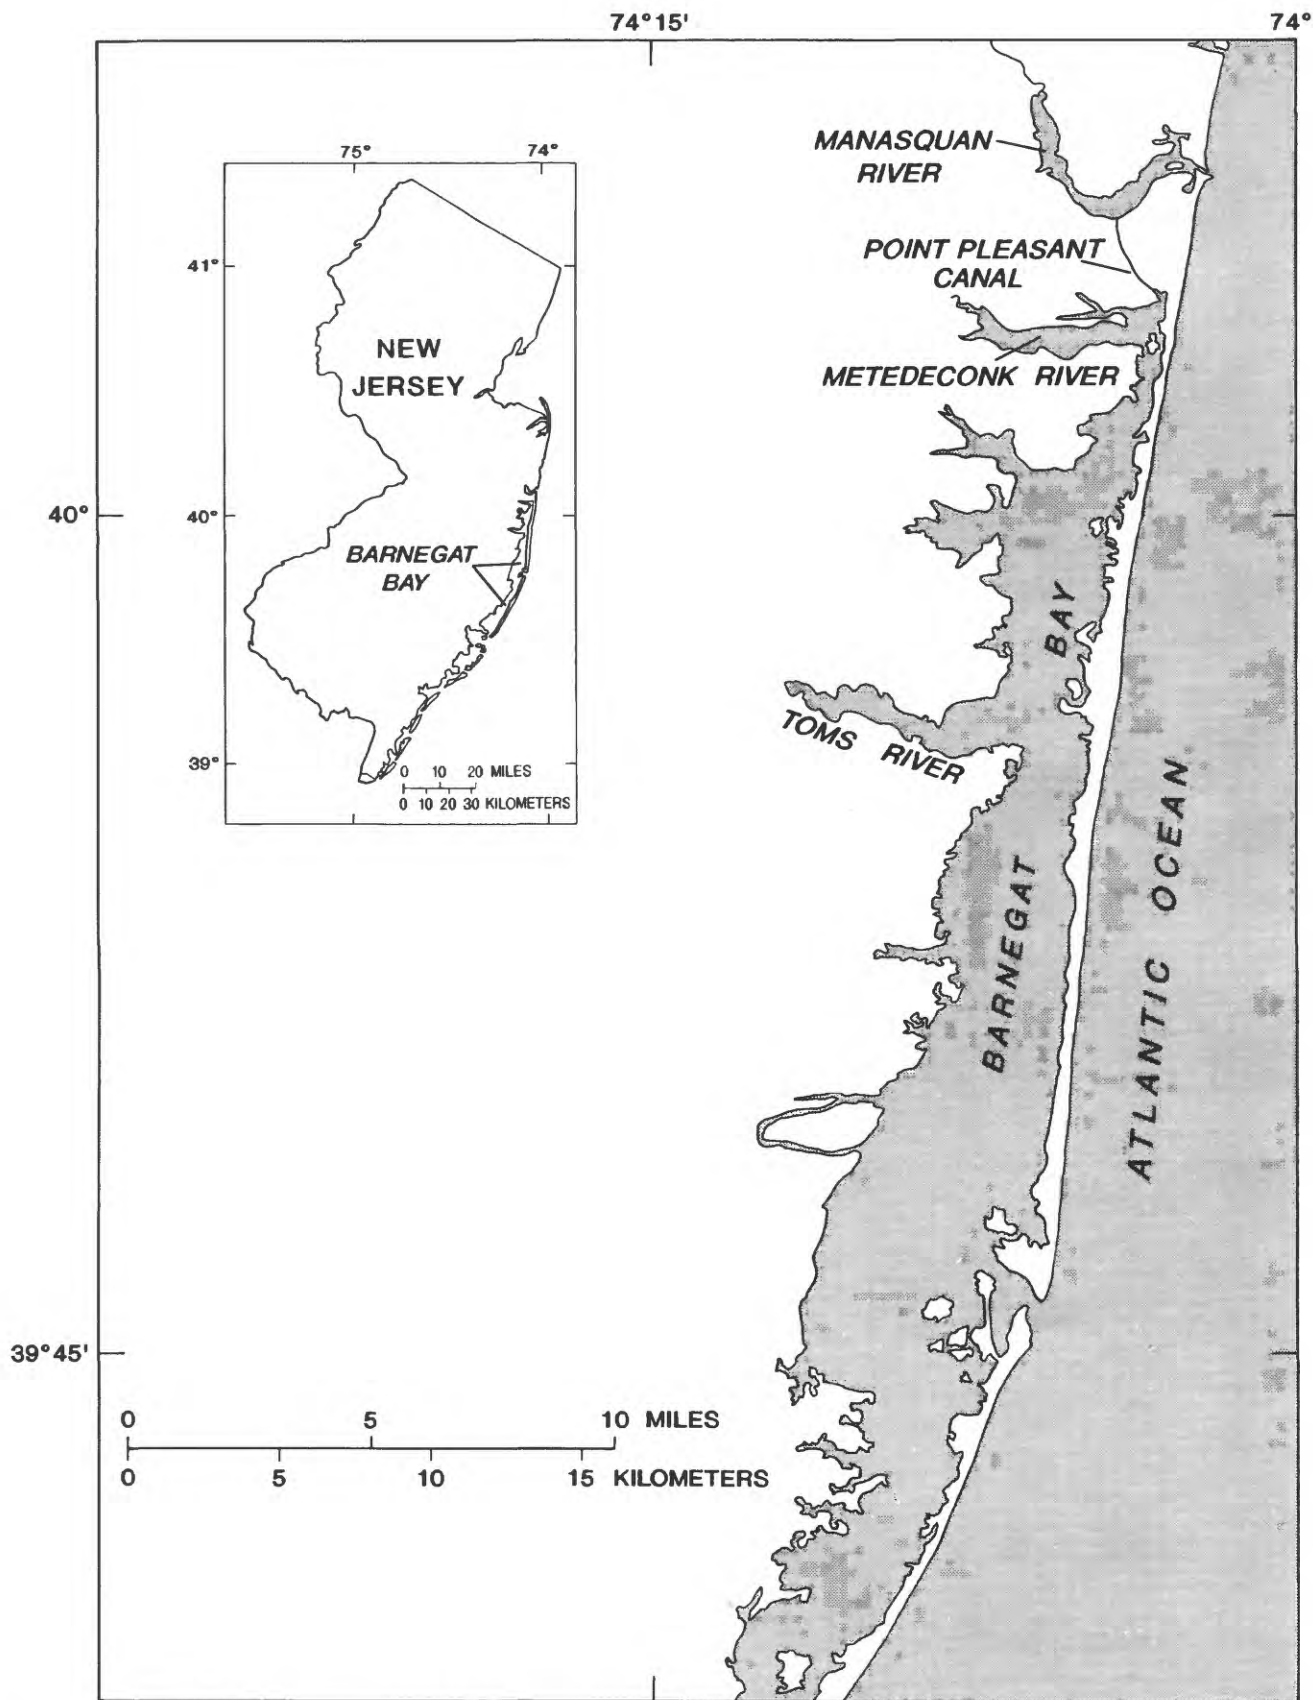 74°15'
74°
MANASQUAN
RIVER
75°
74°
POINT PLEASANT
CANAL
41°
NEW
JERSEY
METEDECONK RIVER
40°
40°
BARNEGAT
BAY
BAY
TOMS RIVER
39°
0 10 20 MILES
0 10 20 30 KILOMETERS
BARNEGAT
ATLANTIC OCEAN
39°45'
0 5 10 MILES
0 5 10 15 KILOMETERS